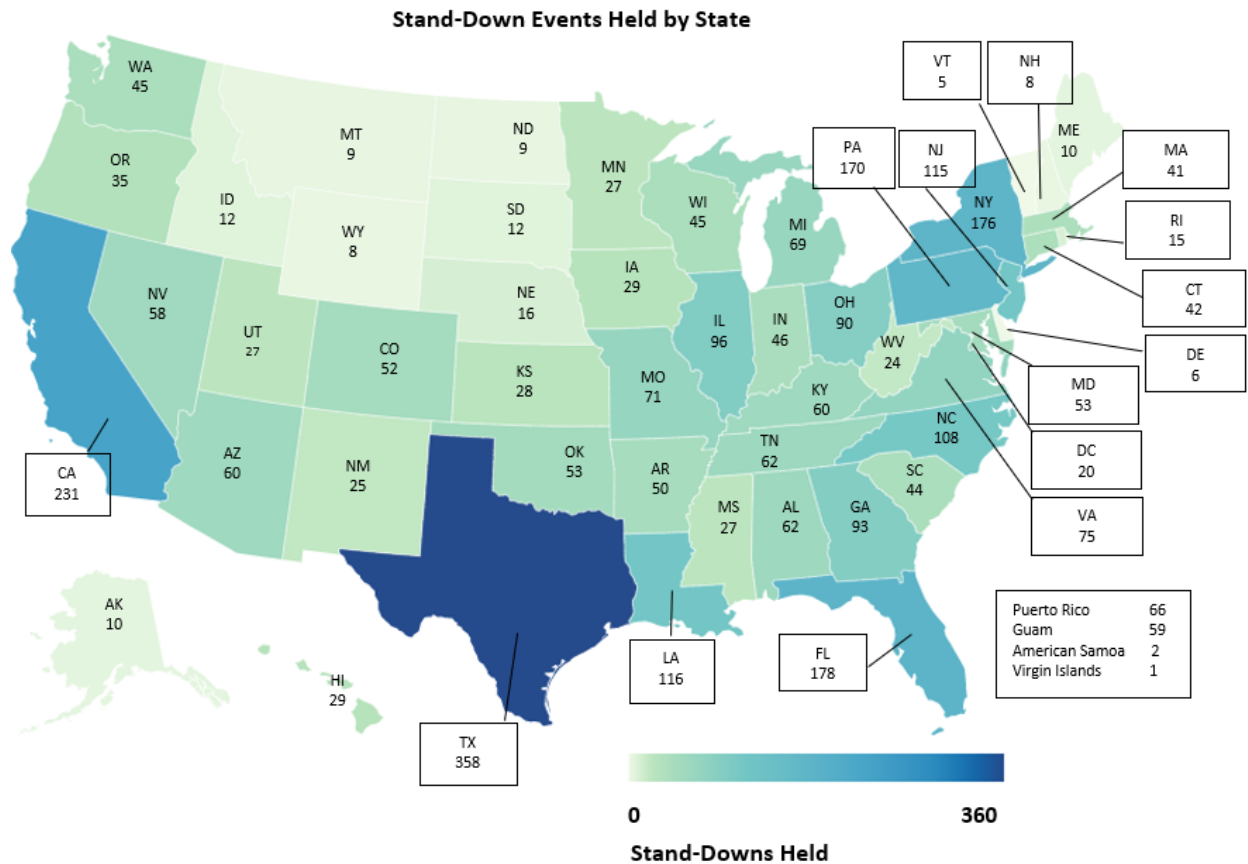 Stand-Down Events Held by State
WA
45
OR
35
ID
12
MT
9
WY
8
ND
9
SD
12
NE
16
MN
27
IA
29
WI
45
MI
69
NV
58
UT
27
CO
52
KS
28
MO
71
IL
96
IN
46
OH
90
WV
24
KY
60
CA
231
AZ
60
NM
25
OK
53
AR
50
TN
62
NC
108
SC
44
MS
27
AL
62
GA
93
VT
5
NH
8
ME
10
PA
170
NJ
115
NY
176
MA
41
RI
15
CT
42
DE
6
MD
53
DC
20
VA
75
AK
10
HI
29
TX
358
LA
116
FL
178
Puerto Rico 66
Guam 59
American Samoa 2
Virgin Islands 1
0 360
Stand-Downs Held